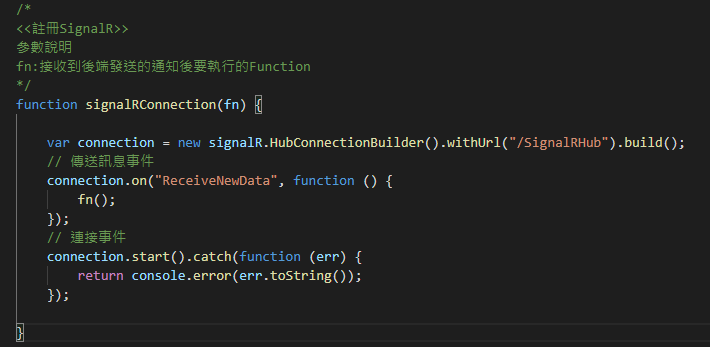 /*
<<註冊SignalR>>
參數說明
fn:接收到後端發送的通知後要執行的Function
*/
function signalRConnection(fn) {
var connection = new signalR.HubConnectionBuilder().withUrl("/SignalRHub").build();
// 傳送訊息事件
connection.on("ReceiveNewData", function () {
fn();
});
// 連接事件
connection.start().catch(function (err) {
return console.error(err.toString());
});
}